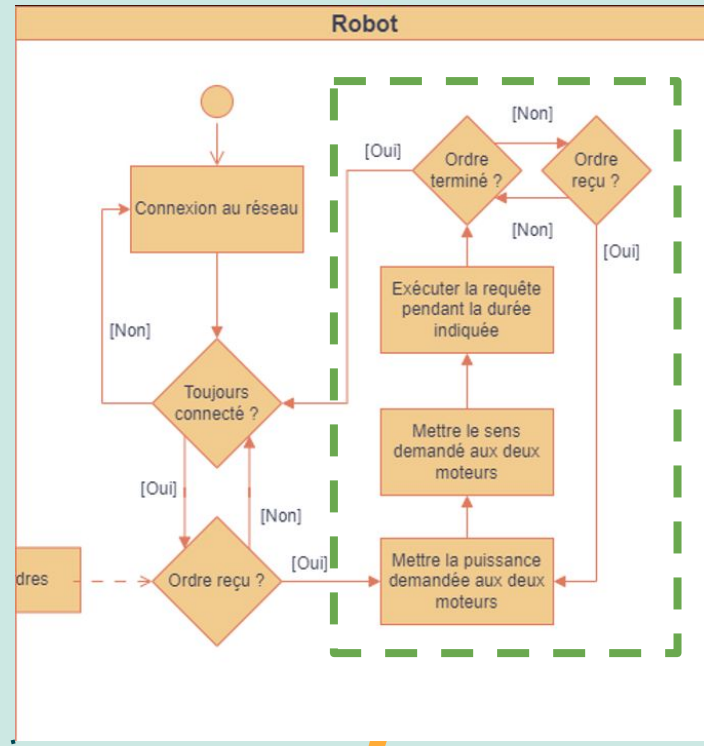 Robot
[Non]
[Oui]
Ordre
terminé ?
Ordre
reçu ?
Connexion au réseau
[Non]
[Oui]
Exécuter la requête
pendant la durée
indiquée
[Non]
Toujours
connecté ?
Mettre le sens
demandé aux deux
moteurs
[Oui]
[Non]
[Oui]
dres
Ordre reçu ?
Mettre la puissance
demandée aux deux
moteurs